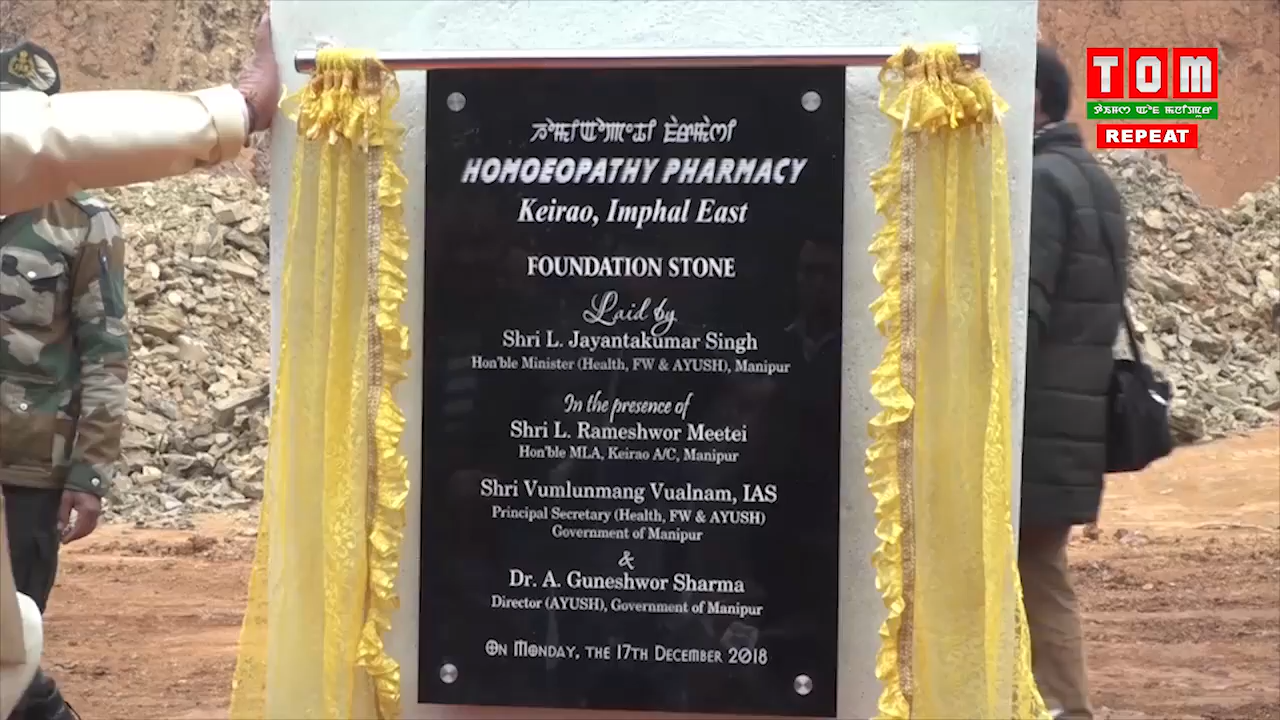 TOM
REPEAT
HOMOEOPATHY PHARMACY
Keirao, Imphal East
FOUNDATION STONE
Laid by
Shri L. Jayantakumar Singh
Hon'ble Minister (Health, FW & AYUSH), Manipur
In the presence of
Shri L. Rameshwor Meetei
Hon'ble MLA, Keirao A/C, Manipur
Shri Vumlunmang Vualnam, IAS
Principal Secretary (Health, FW & AYUSH)
Government of Manipur
&
Dr. A. Guneshwor Sharma
Director (AYUSH), Government of Manipur
On Monday, the 17th December 2018